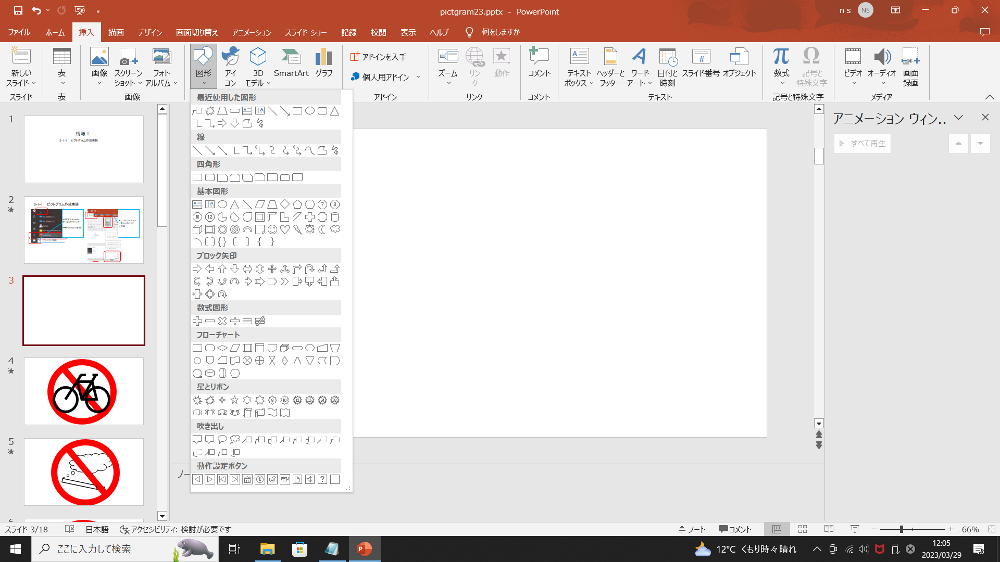 pictgram23.pptx - PowerPoint
n s
NS
ファイル ホーム 挿入 描画 デザイン 画面切り替え アニメーション スライド ショー 記録 校閲 表示 ヘルプ 何をしますか
新しい
スライド
表
画像
スクリーン
ショット
フォト
アルバム
図形
アイ
コン
3D
モデル
SmartArt
グラフ
アドインを入手
個人用アドイン
ズーム
リン
ク
動作
コメント
テキスト
ボックス
ヘッダーと
フッター
ワード
アート
日付と
時刻
スライド番号
オブジェクト
数式
記号と
特殊文字
ビデオ
オーディオ
画面
録画
スライド 表 画像 アドイン リンク コメント テキスト 記号と特殊文字 メディア
最近使用した図形
線
四角形
基本図形
ブロック矢印
数式図形
フローチャート
星とリボン
吹き出し
動作設定ボタン
1
情報Ⅰ
3-1-1 ピクトグラム作成実験
2
3-1-1 ピクトグラム作成実験
3
4
5
6
アニメーション ウィン..
すべて再生
ノー
スライド 3/18 日本語 アクセシビリティ: 検討が必要です
ノート コメント 66%
ここに入力して検索
12°C くもり時々晴れ
12:05
2023/03/29